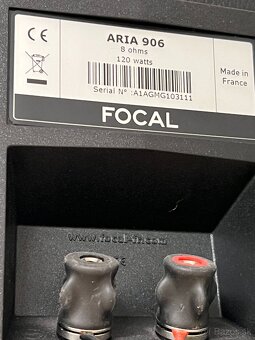 CE
ARIA 906
8 ohms
120 watts
Serial N° :A1AGMG103111
Made in
France
FOCAL
www.focal-fr.com